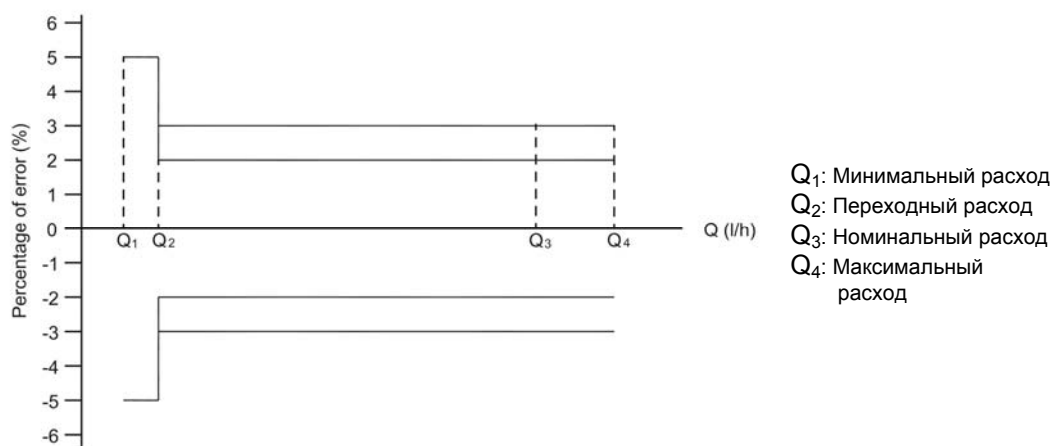 6
5
4
3
2
1
0
-1
-2
-3
-4
-5
-6
Percentage of error (%)
Q1
Q2
Q3
Q4
Q (l/h)
Q1: Минимальный расход
Q2: Переходный расход
Q3: Номинальный расход
Q4: Максимальный
расход